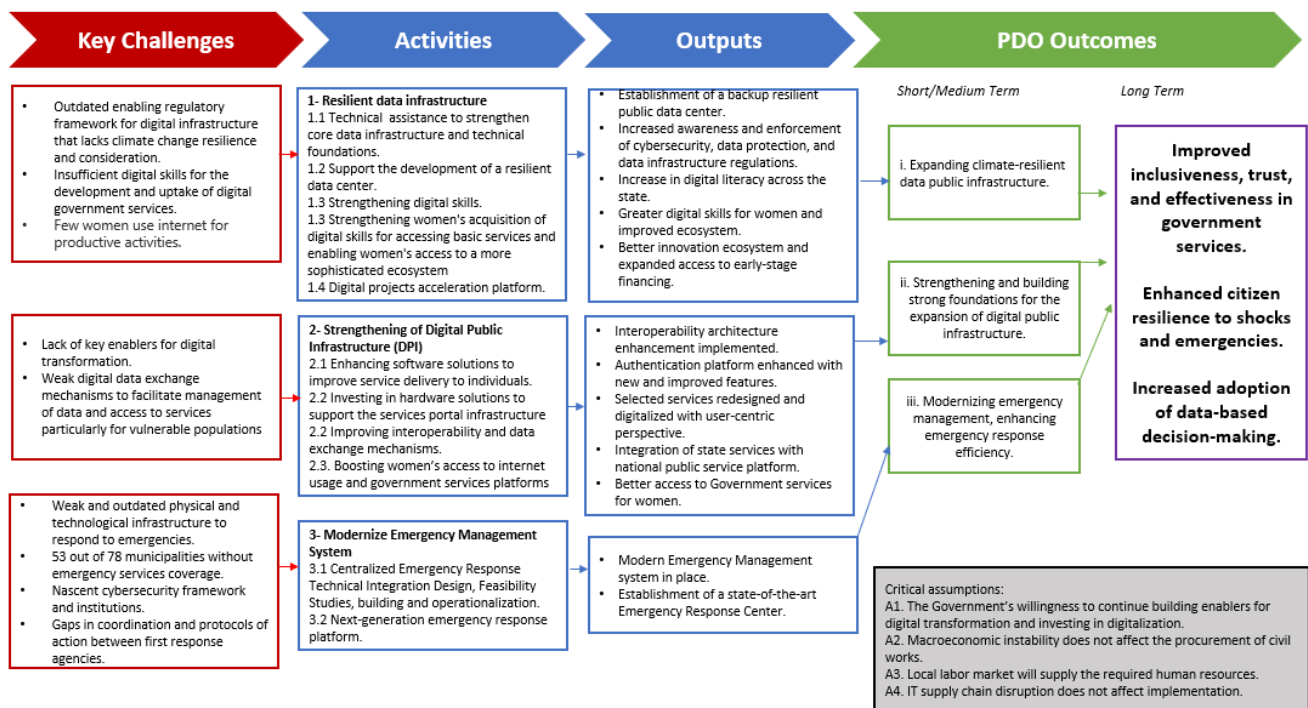 Key Challenges
Activities
Outputs
PDO Outcomes
• Outdated enabling regulatory
framework for digital infrastructure
that lacks climate change resilience
and consideration.
• Insufficient digital skills for the
development and uptake of digital
government services.
• Few women use internet for
productive activities.
1- Resilient data infrastructure
1.1 Technical assistance to strengthen
core data infrastructure and technical
foundations.
1.2 Support the development of a resilient
data center.
1.3 Strengthening digital skills.
1.3 Strengthening women's acquisition of
digital skills for accessing basic services and
enabling women's access to a more
sophisticated ecosystem
1.4 Digital projects acceleration platform.
• Establishment of a backup resilient
public data center.
• Increased awareness and enforcement
of cybersecurity, data protection, and
data infrastructure regulations.
• Increase in digital literacy across the
state.
• Greater digital skills for women and
improved ecosystem.
• Better innovation ecosystem and
expanded access to early-stage
financing.
Short/Medium Term
Long Term
i. Expanding climate-resilient
data public infrastructure.
Improved
inclusiveness, trust,
and effectiveness in
government
services.
Enhanced citizen
resilience to shocks
and emergencies.
Increased adoption
of data-based
decision-making.
• Lack of key enablers for digital
transformation.
• Weak digital data exchange
mechanisms to facilitate management
of data and access to services
particularly for vulnerable populations
2- Strengthening of Digital Public
Infrastructure (DPI)
2.1 Enhancing software solutions to
improve service delivery to individuals.
2.2 Investing in hardware solutions to
support the services portal infrastructure
2.2 Improving interoperability and data
exchange mechanisms.
2.3. Boosting women’s access to internet
usage and government services platforms
• Interoperability architecture
enhancement implemented.
• Authentication platform enhanced with
new and improved features.
• Selected services redesigned and
digitalized with user-centric
perspective.
• Integration of state services with
national public service platform.
• Better access to Government services
for women.
ii. Strengthening and building
strong foundations for the
expansion of digital public
infrastructure.
iii. Modernizing emergency
management, enhancing
emergency response
efficiency.
• Weak and outdated physical and
technological infrastructure to
respond to emergencies.
• 53 out of 78 municipalities without
emergency services coverage.
• Nascent cybersecurity framework
and institutions.
• Gaps in coordination and protocols of
action between first response
agencies.
3- Modernize Emergency Management
System
3.1 Centralized Emergency Response
Technical Integration Design, Feasibility
Studies, building and operationalization.
3.2 Next-generation emergency response
platform.
• Modern Emergency Management
system in place.
• Establishment of a state-of-the-art
Emergency Response Center.
Critical assumptions:
A1. The Government’s willingness to continue building enablers for
digital transformation and investing in digitalization.
A2. Macroeconomic instability does not affect the procurement of civil
works.
A3. Local labor market will supply the required human resources.
A4. IT supply chain disruption does not affect implementation.